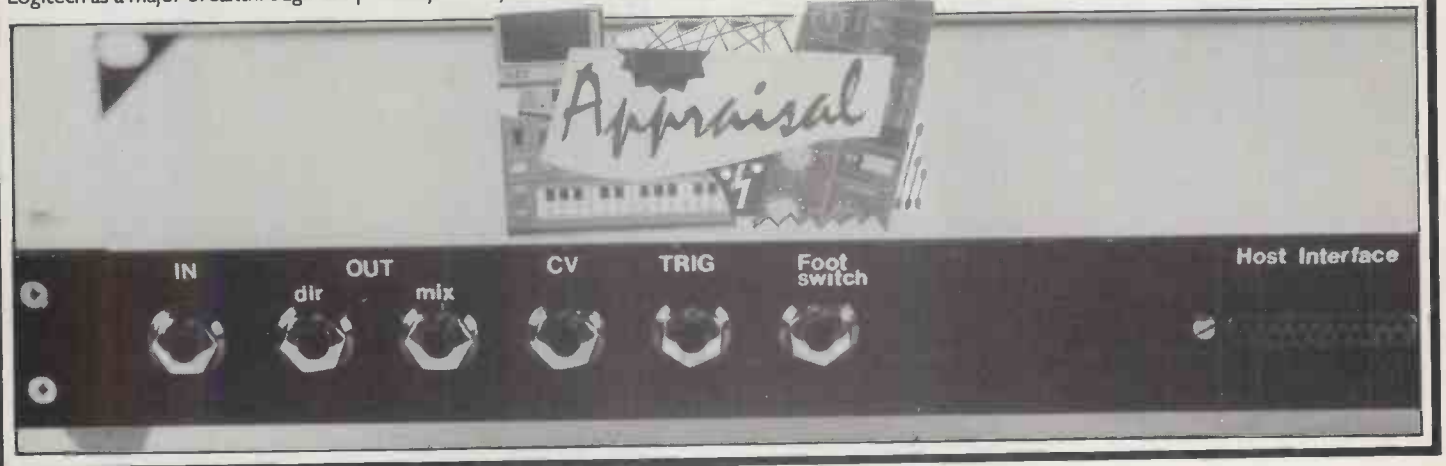 Appraisal
IN
OUT
CV
TRIG
Foot
switch
Host Interface
dir
mix